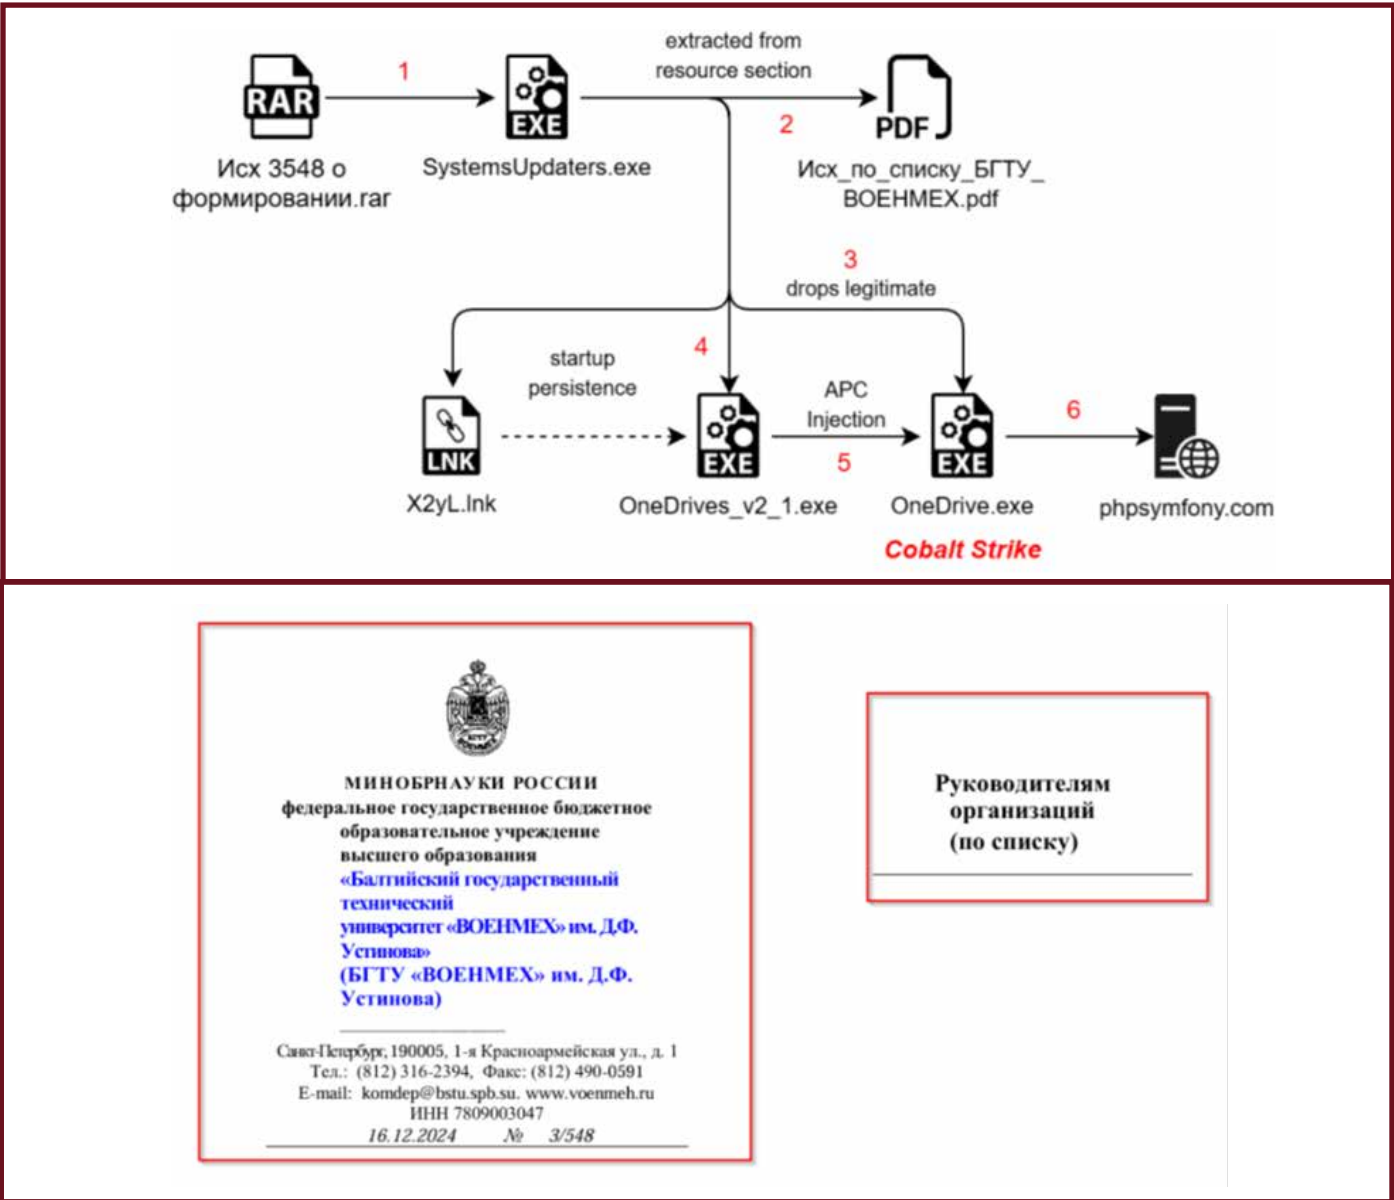 extracted from
resource section
1
2
RAR
EXE
PDF
Исх 3548 о
формировании.rar
SystemsUpdaters.exe
Исх_по_списку_БГТУ_
ВОЕНМЕХ.pdf
3
drops legitimate
4
startup
persistence
APC
Injection
5
6
LNK
EXE
EXE
X2yL.lnk
OneDrives_v2_1.exe
OneDrive.exe
phpsymfony.com
Cobalt Strike
МИНОБРНАУКИ РОССИИ
федеральное государственное бюджетное
образовательное учреждение
высшего образования
«Балтийский государственный
технический
университет «ВОЕНМЕХ» им. Д.Ф.
Устинова»
(БГТУ «ВОЕНМЕХ» им. Д.Ф.
Устинова)
Санкт-Петербург, 190005, 1-я Красноармейская ул., д. 1
Тел.: (812) 316-2394, Факс: (812) 490-0591
E-mail: komdep@bstu.spb.su. www.voenmeh.ru
ИНН 7809003047
16.12.2024 № 3/548
Руководителям
организаций
(по списку)